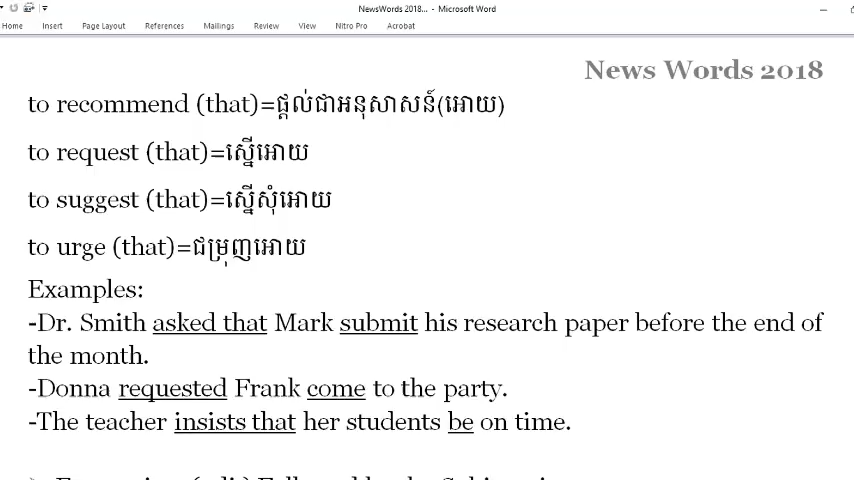 NewsWords 2018... - Microsoft Word
Home Insert Page Layout References Mailings Review View Nitro Pro Acrobat
News Words 2018
to recommend (that)=ផ្តល់ជាអនុសាសន៍(អោយ)
to request (that)=ស្នើអោយ
to suggest (that)=ស្នើសុំអោយ
to urge (that)=ជម្រុញអោយ
Examples:
-Dr. Smith asked that Mark submit his research paper before the end of
the month.
-Donna requested Frank come to the party.
-The teacher insists that her students be on time.